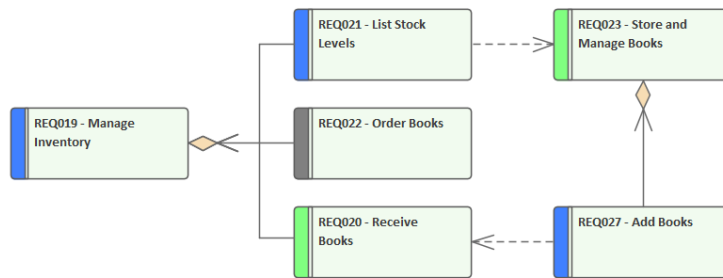 REQ021 - List Stock
Levels
REQ023 - Store and
Manage Books
REQ019 - Manage
Inventory
REQ022 - Order Books
REQ020 - Receive
Books
REQ027 - Add Books